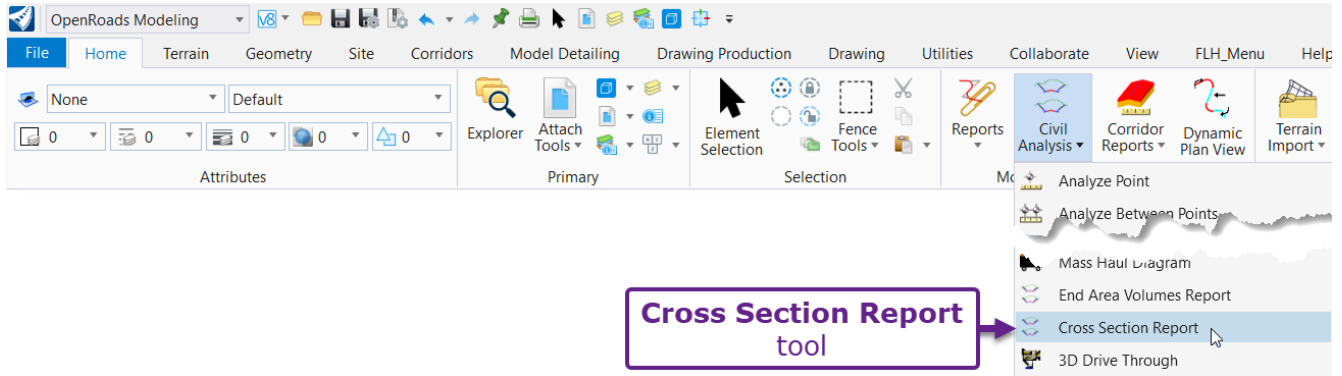 OpenRoads Modeling
File Home Terrain Geometry Site Corridors Model Detailing Drawing Production Drawing Utilities Collaborate View FLH_Menu Help
None Default
0 0 0 0 0
Explorer
Attach
Tools
Element
Selection
Fence
Tools
Reports
Civil
Analysis
Corridor
Reports
Dynamic
Plan View
Terrain
Import
Attributes Primary Selection
Analyze Point
Analyze Between Points
Mass Haul Diagram
End Area Volumes Report
Cross Section Report
3D Drive Through
Cross Section Report
tool